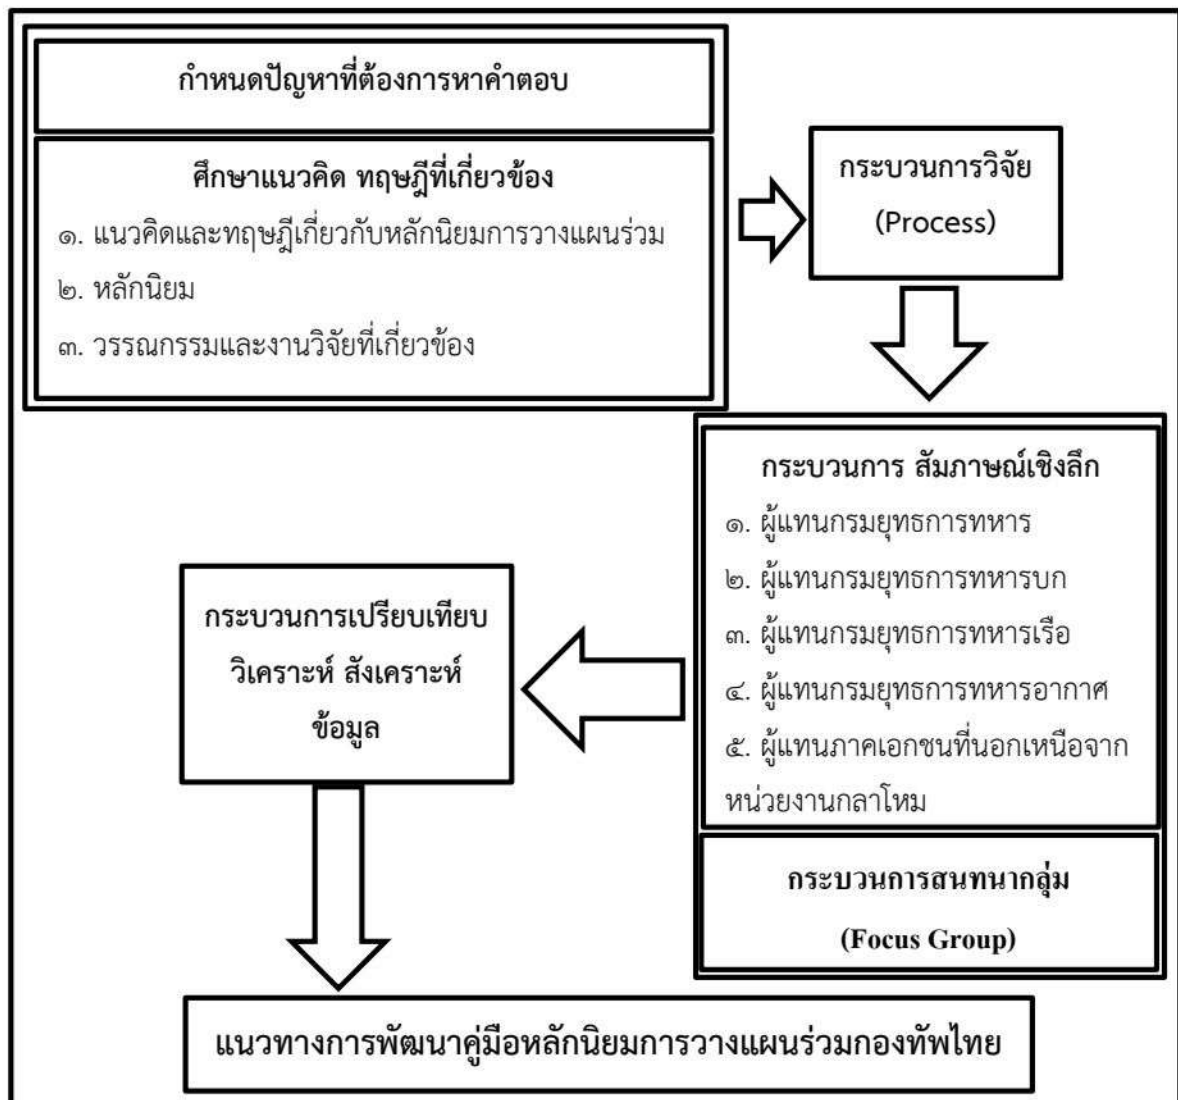 กำหนดปัญหาที่ต้องการหาคำตอบ
ศึกษาแนวคิด ทฤษฎีที่เกี่ยวข้อง
๑. แนวคิดและทฤษฎีเกี่ยวกับหลักนิยมการวางแผนร่วม
๒. หลักนิยม
๓. วรรณกรรมและงานวิจัยที่เกี่ยวข้อง
กระบวนการวิจัย
(Process)
กระบวนการ สัมภาษณ์เชิงลึก
๑. ผู้แทนกรมยุทธการทหาร
๒. ผู้แทนกรมยุทธการทหารบก
๓. ผู้แทนกรมยุทธการทหารเรือ
๔. ผู้แทนกรมยุทธการทหารอากาศ
๕. ผู้แทนภาคเอกชนที่นอกเหนือจาก
หน่วยงานกลาโหม
กระบวนการสนทนากลุ่ม
(Focus Group)
กระบวนการเปรียบเทียบ
วิเคราะห์ สังเคราะห์
ข้อมูล
แนวทางการพัฒนาคู่มือหลักนิยมการวางแผนร่วมกองทัพไทย